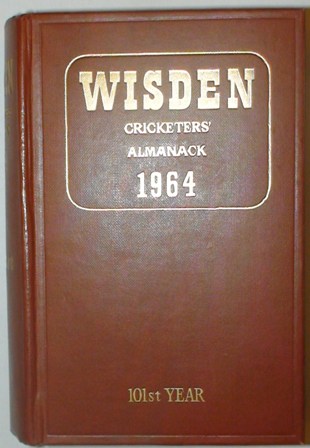 WISDEN
CRICKETERS'
ALMANACK
1964
101st YEAR